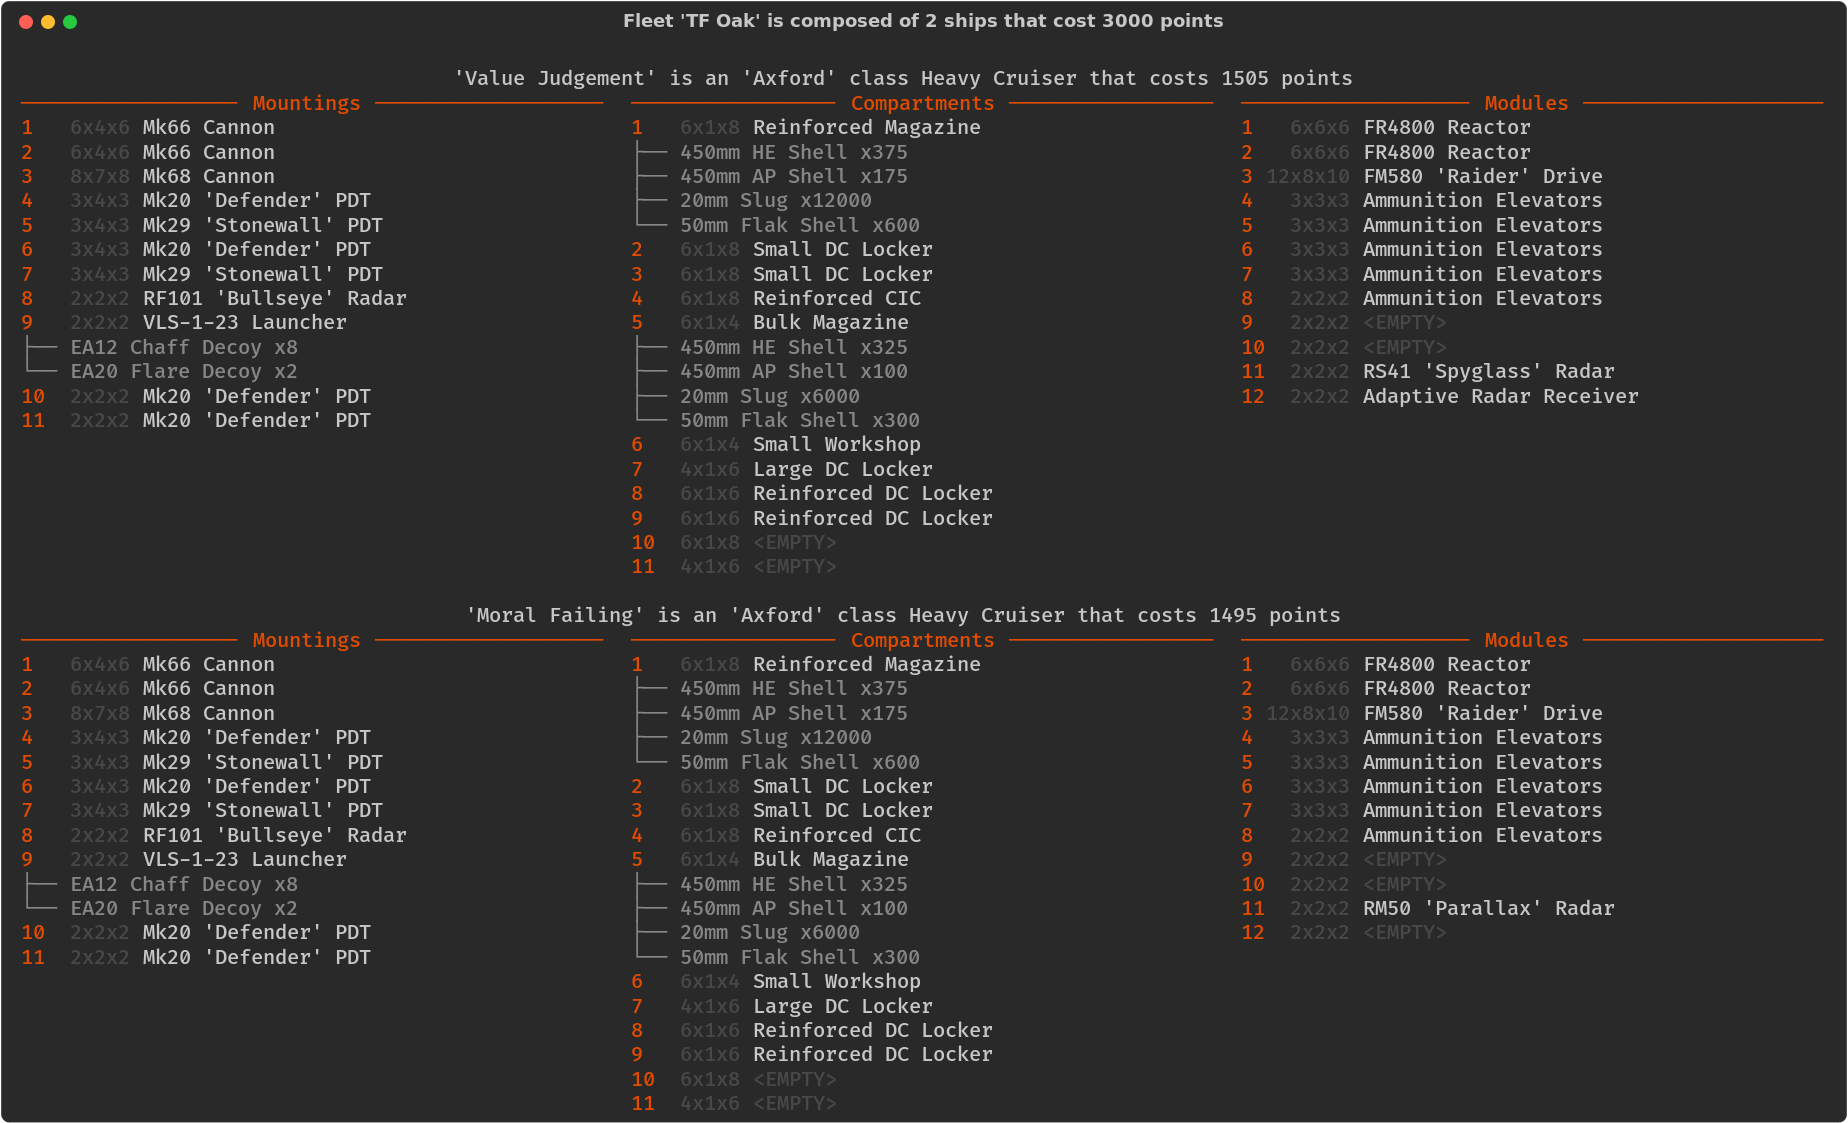 Fleet 'TF Oak' is composed of 2 ships that cost 3000 points
'Value Judgement' is an 'Axford' class Heavy Cruiser that costs 1505 points
Mountings
1 6x4x6 Mk66 Cannon
2 6x4x6 Mk66 Cannon
3 8x7x8 Mk68 Cannon
4 3x4x3 Mk20 'Defender' PDT
5 3x4x3 Mk29 'Stonewall' PDT
6 3x4x3 Mk20 'Defender' PDT
7 3x4x3 Mk29 'Stonewall' PDT
8 2x2x2 RF101 'Bullseye' Radar
9 2x2x2 VLS-1-23 Launcher
EA12 Chaff Decoy x8
EA20 Flare Decoy x2
10 2x2x2 Mk20 'Defender' PDT
11 2x2x2 Mk20 'Defender' PDT
Compartments
1 6x1x8 Reinforced Magazine
450mm HE Shell x375
450mm AP Shell x175
20mm Slug x12000
50mm Flak Shell x600
2 6x1x8 Small DC Locker
3 6x1x8 Small DC Locker
4 6x1x8 Reinforced CIC
5 6x1x4 Bulk Magazine
450mm HE Shell x325
450mm AP Shell x100
20mm Slug x6000
50mm Flak Shell x300
6 6x1x4 Small Workshop
7 4x1x6 Large DC Locker
8 6x1x6 Reinforced DC Locker
9 6x1x6 Reinforced DC Locker
10 6x1x8 <EMPTY>
11 4x1x6 <EMPTY>
Modules
1 6x6x6 FR4800 Reactor
2 6x6x6 FR4800 Reactor
3 12x8x10 FM580 'Raider' Drive
4 3x3x3 Ammunition Elevators
5 3x3x3 Ammunition Elevators
6 3x3x3 Ammunition Elevators
7 3x3x3 Ammunition Elevators
8 2x2x2 Ammunition Elevators
9 2x2x2 <EMPTY>
10 2x2x2 <EMPTY>
11 2x2x2 RS41 'Spyglass' Radar
12 2x2x2 Adaptive Radar Receiver
'Moral Failing' is an 'Axford' class Heavy Cruiser that costs 1495 points
Mountings
1 6x4x6 Mk66 Cannon
2 6x4x6 Mk66 Cannon
3 8x7x8 Mk68 Cannon
4 3x4x3 Mk20 'Defender' PDT
5 3x4x3 Mk29 'Stonewall' PDT
6 3x4x3 Mk20 'Defender' PDT
7 3x4x3 Mk29 'Stonewall' PDT
8 2x2x2 RF101 'Bullseye' Radar
9 2x2x2 VLS-1-23 Launcher
EA12 Chaff Decoy x8
EA20 Flare Decoy x2
10 2x2x2 Mk20 'Defender' PDT
11 2x2x2 Mk20 'Defender' PDT
Compartments
1 6x1x8 Reinforced Magazine
450mm HE Shell x375
450mm AP Shell x175
20mm Slug x12000
50mm Flak Shell x600
2 6x1x8 Small DC Locker
3 6x1x8 Small DC Locker
4 6x1x8 Reinforced CIC
5 6x1x4 Bulk Magazine
450mm HE Shell x325
450mm AP Shell x100
20mm Slug x6000
50mm Flak Shell x300
6 6x1x4 Small Workshop
7 4x1x6 Large DC Locker
8 6x1x6 Reinforced DC Locker
9 6x1x6 Reinforced DC Locker
10 6x1x8 <EMPTY>
11 4x1x6 <EMPTY>
Modules
1 6x6x6 FR4800 Reactor
2 6x6x6 FR4800 Reactor
3 12x8x10 FM580 'Raider' Drive
4 3x3x3 Ammunition Elevators
5 3x3x3 Ammunition Elevators
6 3x3x3 Ammunition Elevators
7 3x3x3 Ammunition Elevators
8 2x2x2 Ammunition Elevators
9 2x2x2 <EMPTY>
10 2x2x2 <EMPTY>
11 2x2x2 RM50 'Parallax' Radar
12 2x2x2 <EMPTY>